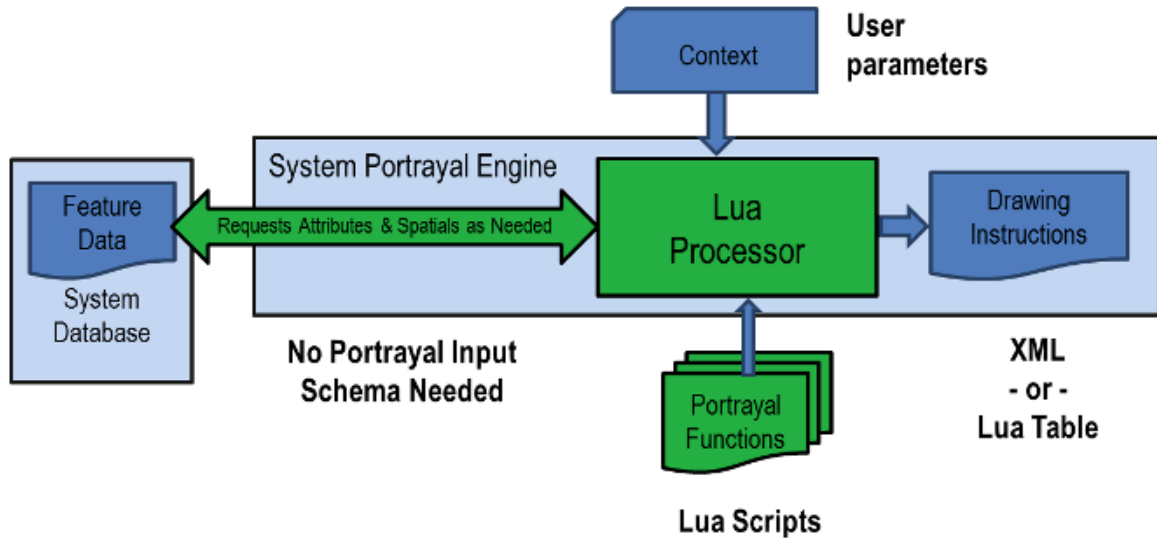 Context
User
parameters
System Portrayal Engine
Feature
Data
System
Database
Requests Attributes & Spatials as Needed
Lua
Processor
Drawing
Instructions
No Portrayal Input
Schema Needed
Portrayal
Functions
Lua Scripts
XML
- or -
Lua Table